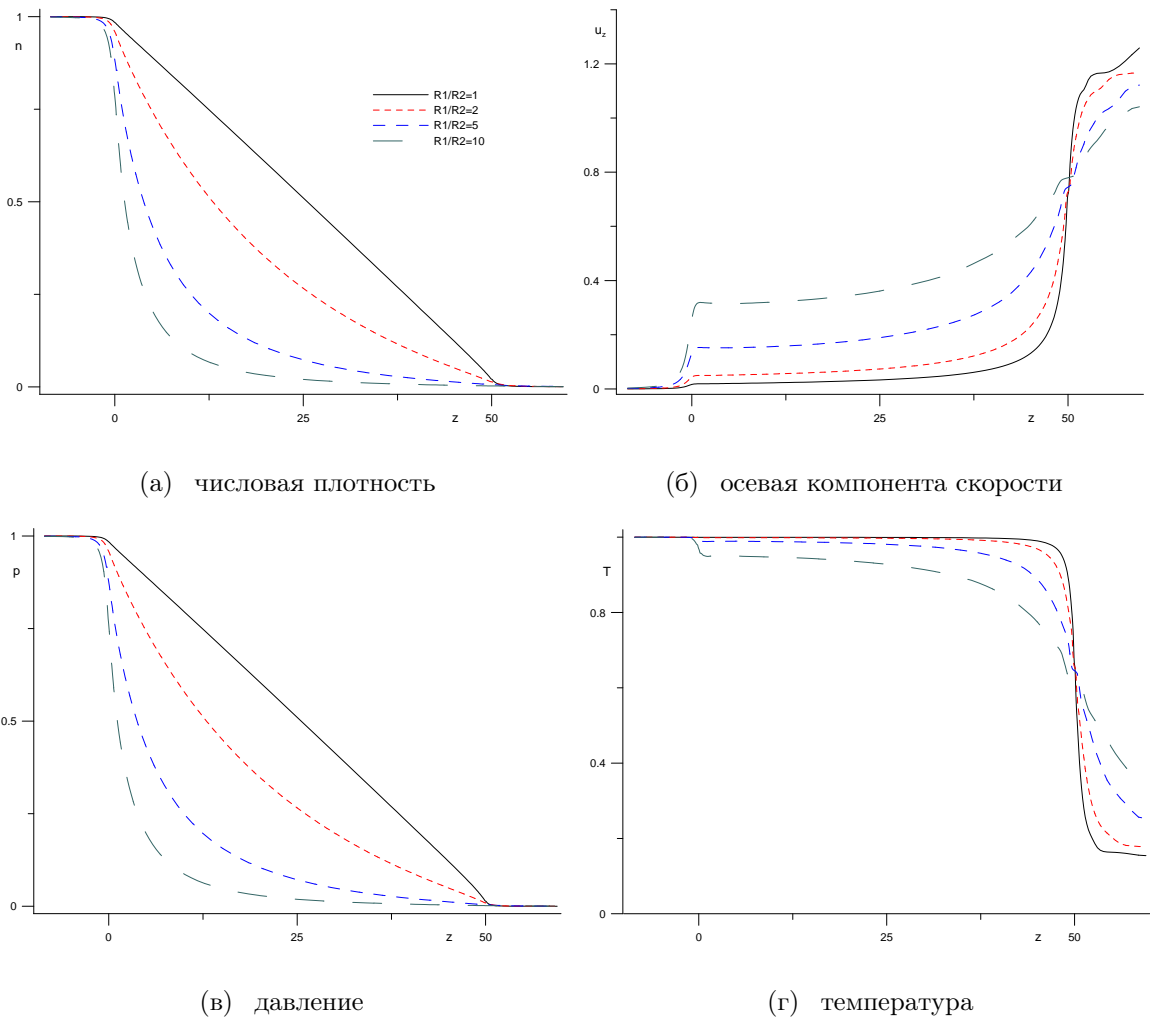 1
n
0.5
0
0
25
z
50
R1/R2=1
R1/R2=2
R1/R2=5
R1/R2=10
(а) числовая плотность
u_z
1.2
0.8
0.4
0
0
25
z
50
(б) осевая компонента скорости
1
p
0.5
0
0
25
z
50
(в) давление
T
0.8
0.4
0
0
25
z
50
(г) температура